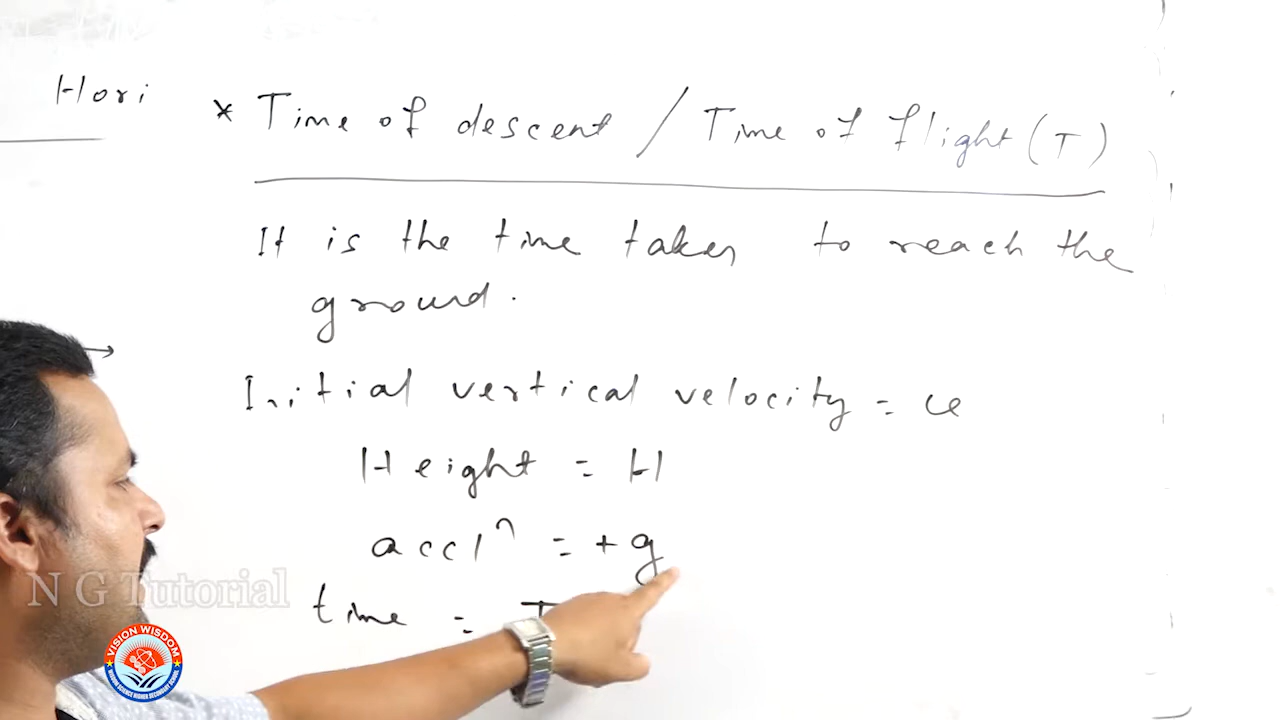 Hori
* Time of descent / Time of flight (T)
It is the time taken to reach the
ground.
Initial vertical velocity = u
Height = H
accl^n = +g
time = T
N G Tutorial
VISION WISDOM